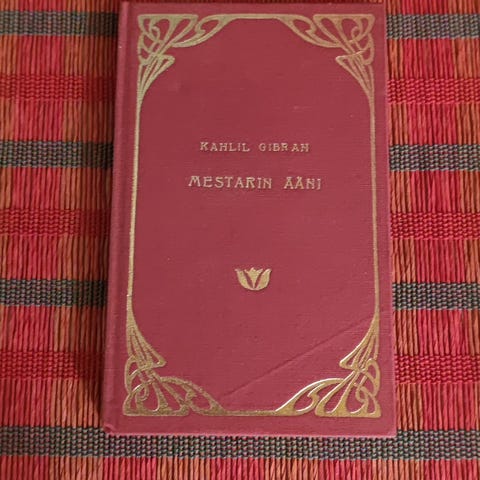 KAHLIL GIBRAN
MESTARIN ÄÄNI